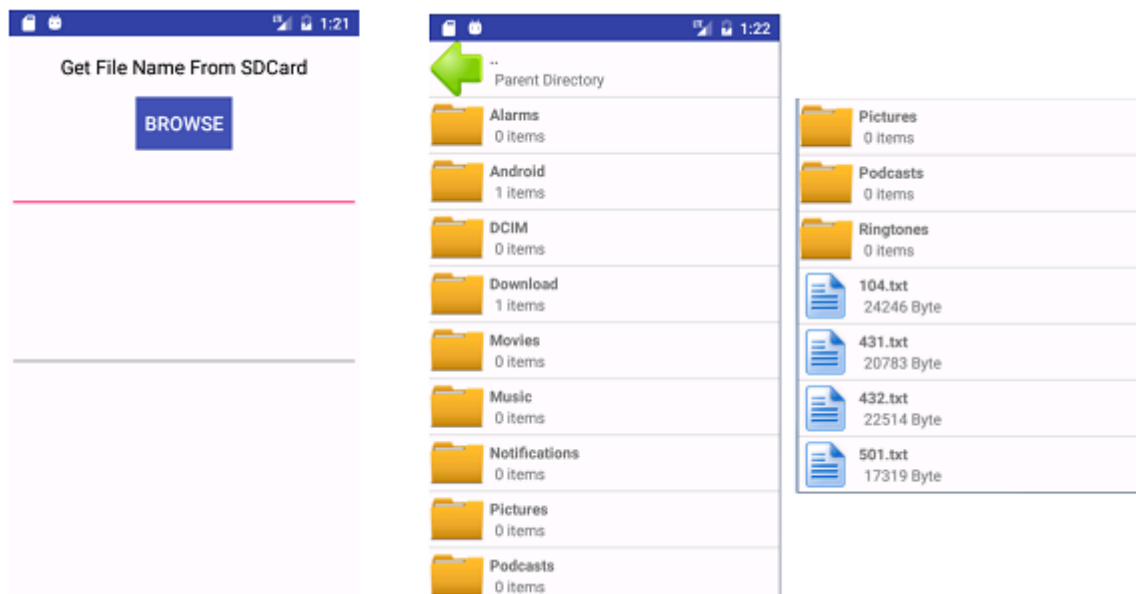 1:21
Get File Name From SDCard
BROWSE
1:22
..
Parent Directory
Alarms
0 items
Android
1 items
DCIM
0 items
Download
1 items
Movies
0 items
Music
0 items
Notifications
0 items
Pictures
0 items
Podcasts
0 items
Pictures
0 items
Podcasts
0 items
Ringtones
0 items
104.txt
24246 Byte
431.txt
20783 Byte
432.txt
22514 Byte
501.txt
17319 Byte